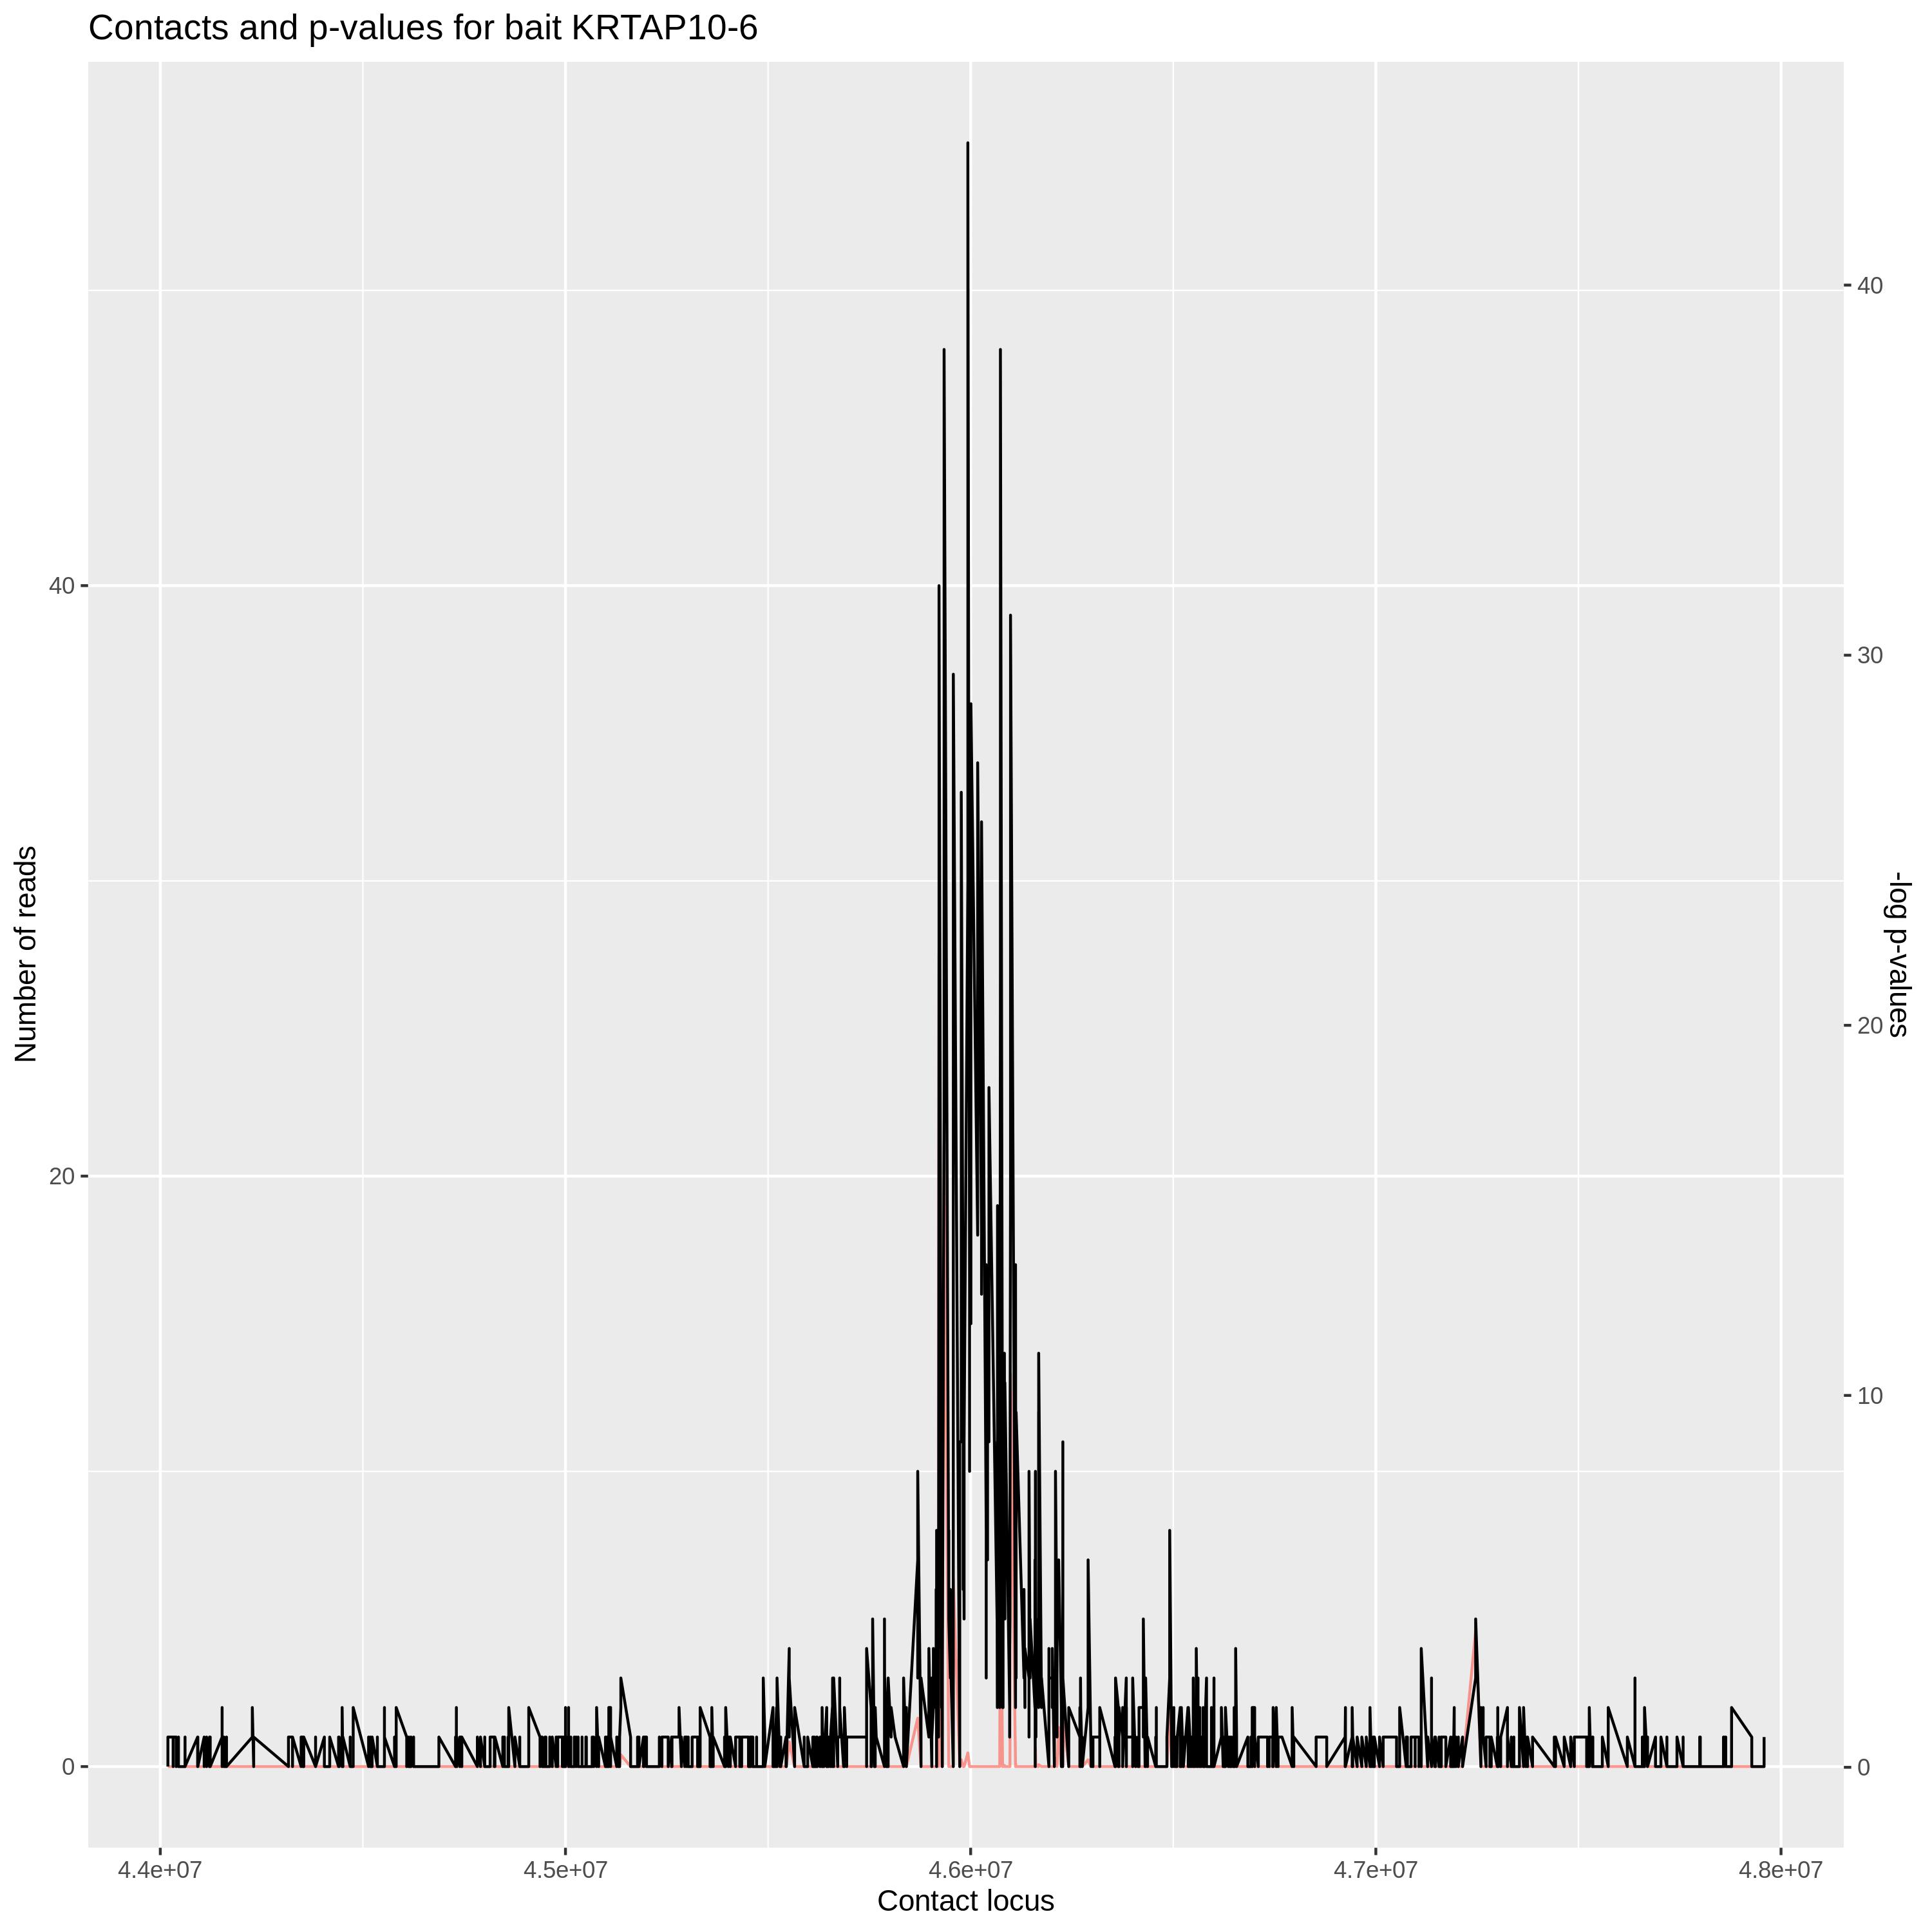 Contacts and p-values for bait KRTAP10-6
Number of reads
40
20
0
40
30
20
10
0
-log p-values
4.4e+07 4.5e+07 4.6e+07 4.7e+07 4.8e+07
Contact locus